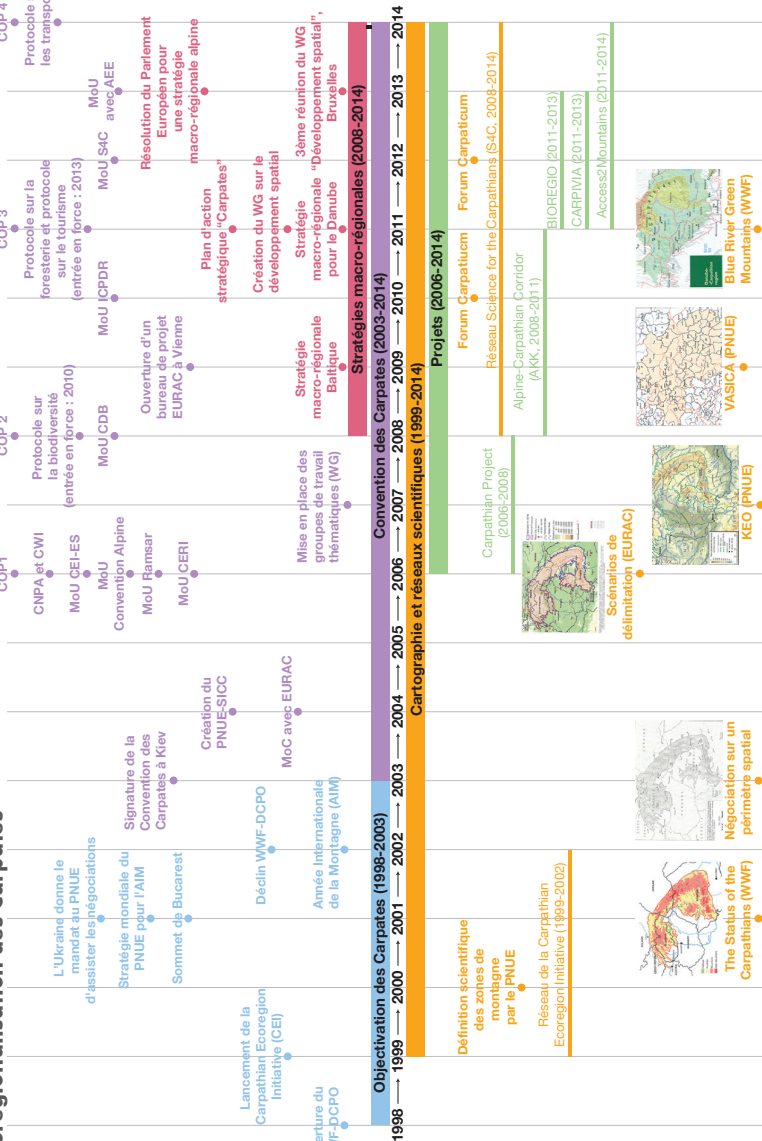 COP 4
Protocole
les
COP 3
Protocole sur la
foresterie et protocole
sur le tourisme
(entrée en force : 2013)
MoU
avec AEE
MoU S4C
MoU ICPDR
COP 2
Protocole sur
la biodiversité
(entrée en force : 2010)
MoU CDB
Ouverture d'un
bureau de projet
EURAC à Vienne
COP1
CNPA et CWI
MoU CEI-ES
MoU
Convention Alpine
MoU Ramsar
MoU CERI
Mise en place des
groupes de travail
thématiques (WG)
Création du
PNUE-SICC
MoC avec EURAC
Signature de la
Convention des
Carpates à Kiev
L'Ukraine donne le
mandat au PNUE
d'assister les négociations
Stratégie mondiale du
PNUE pour l'AIM
Sommet de Bucarest
Déclin WWF-DCPO
Année Internationale
de la Montagne (AIM)
Lancement de la
Carpathian Ecoregion
Initiative (CEI)
du
Résolution du Parlement
Européen pour
une stratégie
macro-régionale alpine
Plan d'action
stratégique "Carpates"
Création du WG sur le
développement spatial
3ème réunion du WG
"Développement spatial",
Bruxelles
Stratégie
macro-régionale
pour le Danube
Stratégie
macro-régionale
Baltique
Stratégies macro-régionales (2008-2014)
Objectivation des Carpates (1998-2003)
Convention des Carpates (2003-2014)
1998 1999 2000 2001 2002 2003 2004 2005 2006 2007 2008 2009 2010 2011 2012 2013 2014
Cartographie et réseaux scientifiques (1999-2014)
Projets (2006-2014)
Définition scientifique
des zones de
montagne
par le PNUE
Réseau de la Carpathian
Ecoregion Initiative (1999-2002)
Forum Carpatiucm
Forum Carpaticum
Réseau Science for the Carpathians (S4C, 2008-2014)
Carpathian Project
(2006-2008)
Alpine-Carpathian Corridor
(AKK, 2008-2011)
BIOREGIO (2011-2013)
CARPIVIA (2011-2013)
Access2Mountains (2011-2014)
Scénarios de
délimitation (EURAC)
The Status of the
Carpathians (WWF)
Négociation sur un
périmètre spatial
KEO (PNUE)
VASICA (PNUE)
Blue River Green
Mountains (WWF)